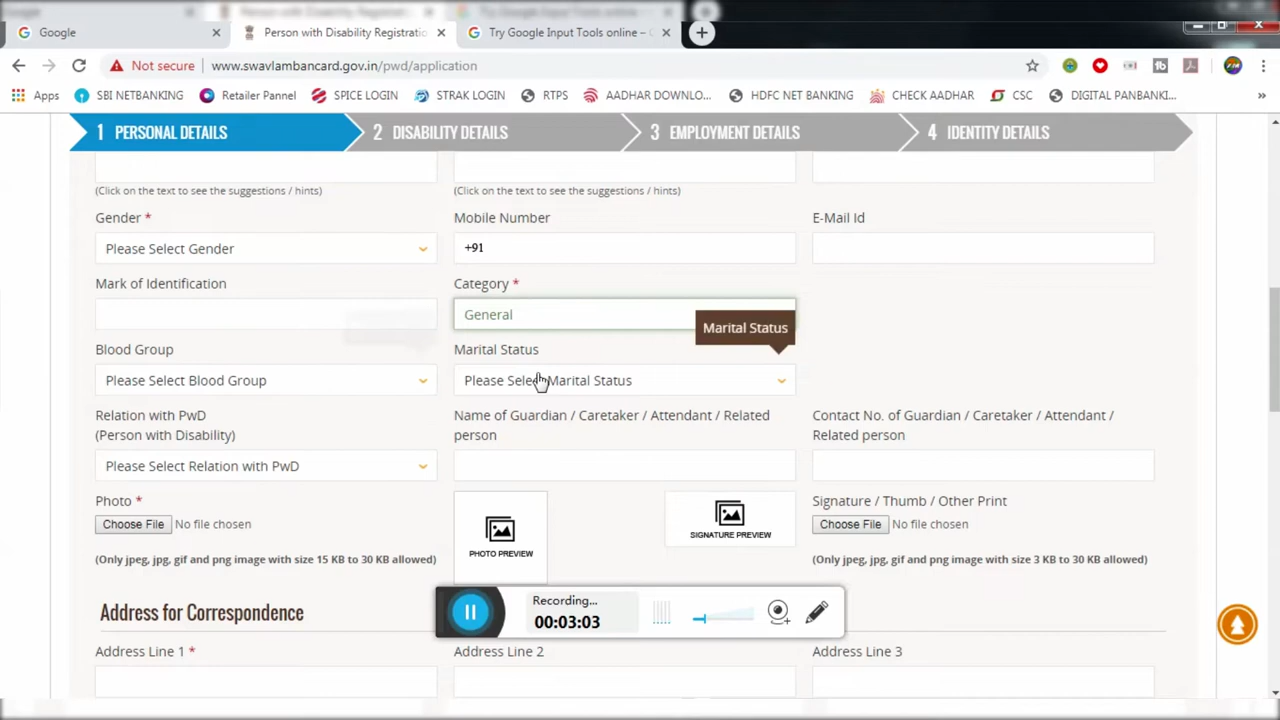 Google
Person with Disability Registratio
Try Google Input Tools online – G
Not secure
www.swavlambancard.gov.in/pwd/application
Apps
SBI NETBANKING
Retailer Pannel
SPICE LOGIN
STRAK LOGIN
RTPS
AADHAR DOWNLO...
HDFC NET BANKING
CHECK AADHAR
CSC
DIGITAL PANBANKI...
»
1 PERSONAL DETAILS
2 DISABILITY DETAILS
3 EMPLOYMENT DETAILS
4 IDENTITY DETAILS
(Click on the text to see the suggestions / hints)
(Click on the text to see the suggestions / hints)
Gender *
Mobile Number
E-Mail Id
Please Select Gender
+91
Mark of Identification
Category *
General
Marital Status
Blood Group
Marital Status
Please Select Blood Group
Please Select Marital Status
Relation with PwD
(Person with Disability)
Name of Guardian / Caretaker / Attendant / Related
person
Contact No. of Guardian / Caretaker / Attendant /
Related person
Please Select Relation with PwD
Photo *
Signature / Thumb / Other Print
Choose File No file chosen
PHOTO PREVIEW
SIGNATURE PREVIEW
Choose File No file chosen
(Only jpeg, jpg, gif and png image with size 15 KB to 30 KB allowed)
(Only jpeg, jpg, gif and png image with size 3 KB to 30 KB allowed)
Recording...
00:03:03
Address for Correspondence
Address Line 1 *
Address Line 2
Address Line 3